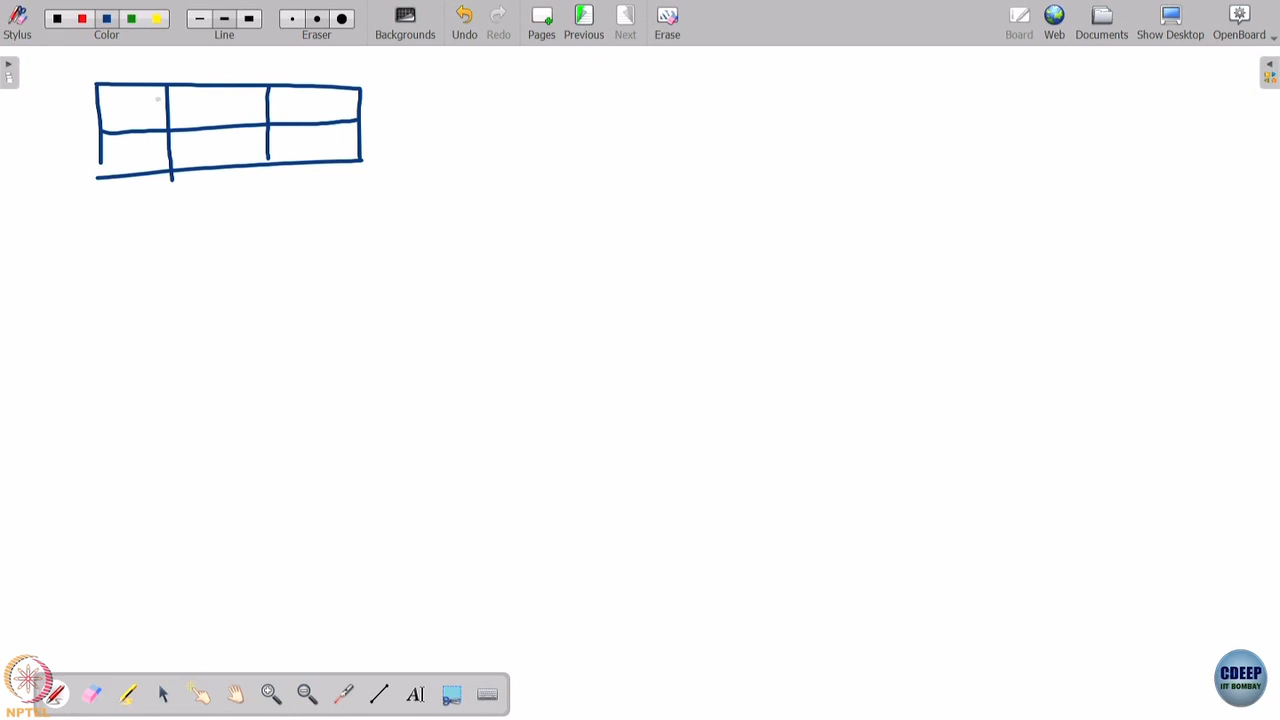 Stylus Color Line Eraser Backgrounds Undo Redo Pages Previous Next Erase Board Web Documents Show Desktop OpenBoard
NPTEL
CDEEP
IIT BOMBAY